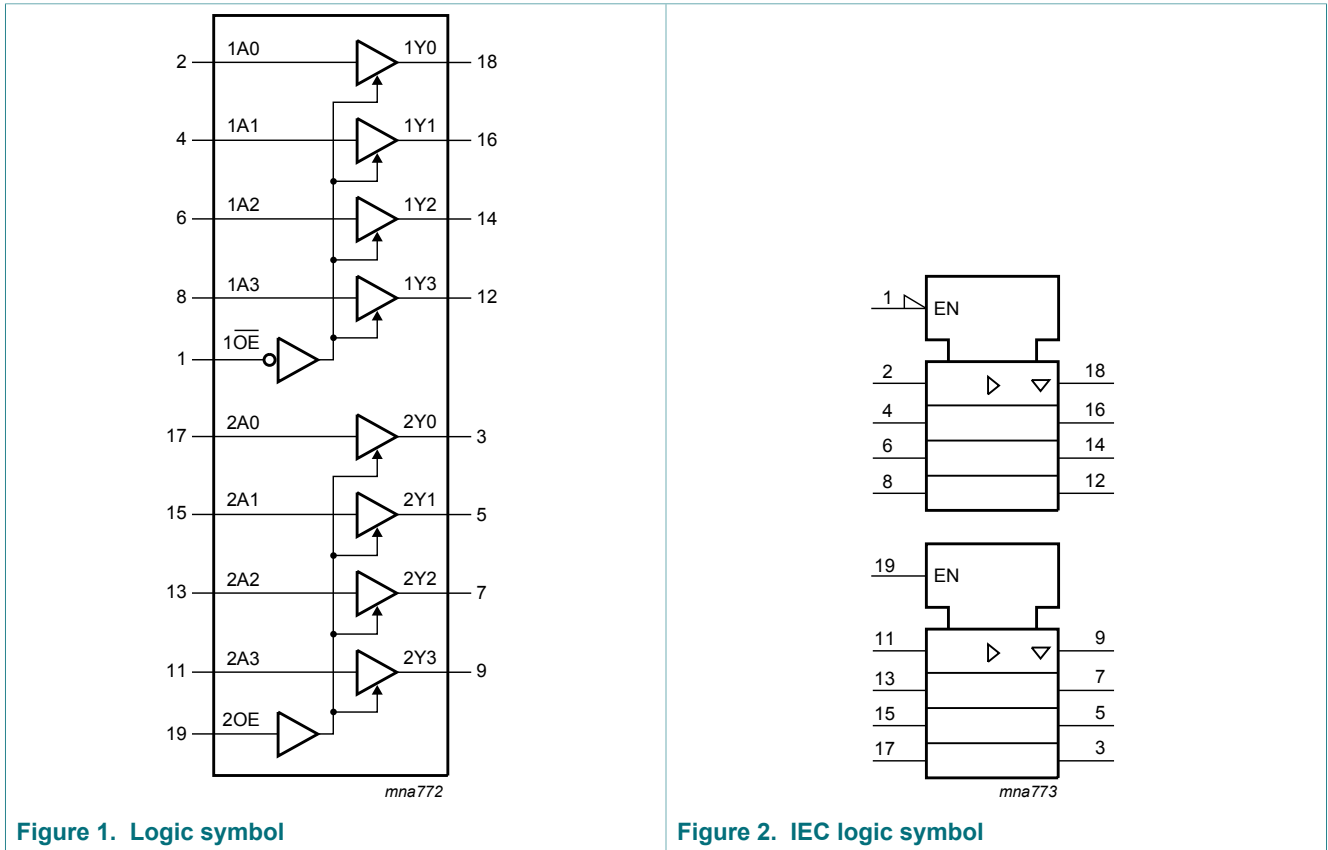 2 1A0 1Y0 18
4 1A1 1Y1 16
6 1A2 1Y2 14
8 1A3 1Y3 12
1 1O̅E̅
17 2A0 2Y0 3
15 2A1 2Y1 5
13 2A2 2Y2 7
11 2A3 2Y3 9
19 2OE
mna772
Figure 1. Logic symbol
1 EN
2 18
4 16
6 14
8 12
19 EN
11 9
13 7
15 5
17 3
mna773
Figure 2. IEC logic symbol